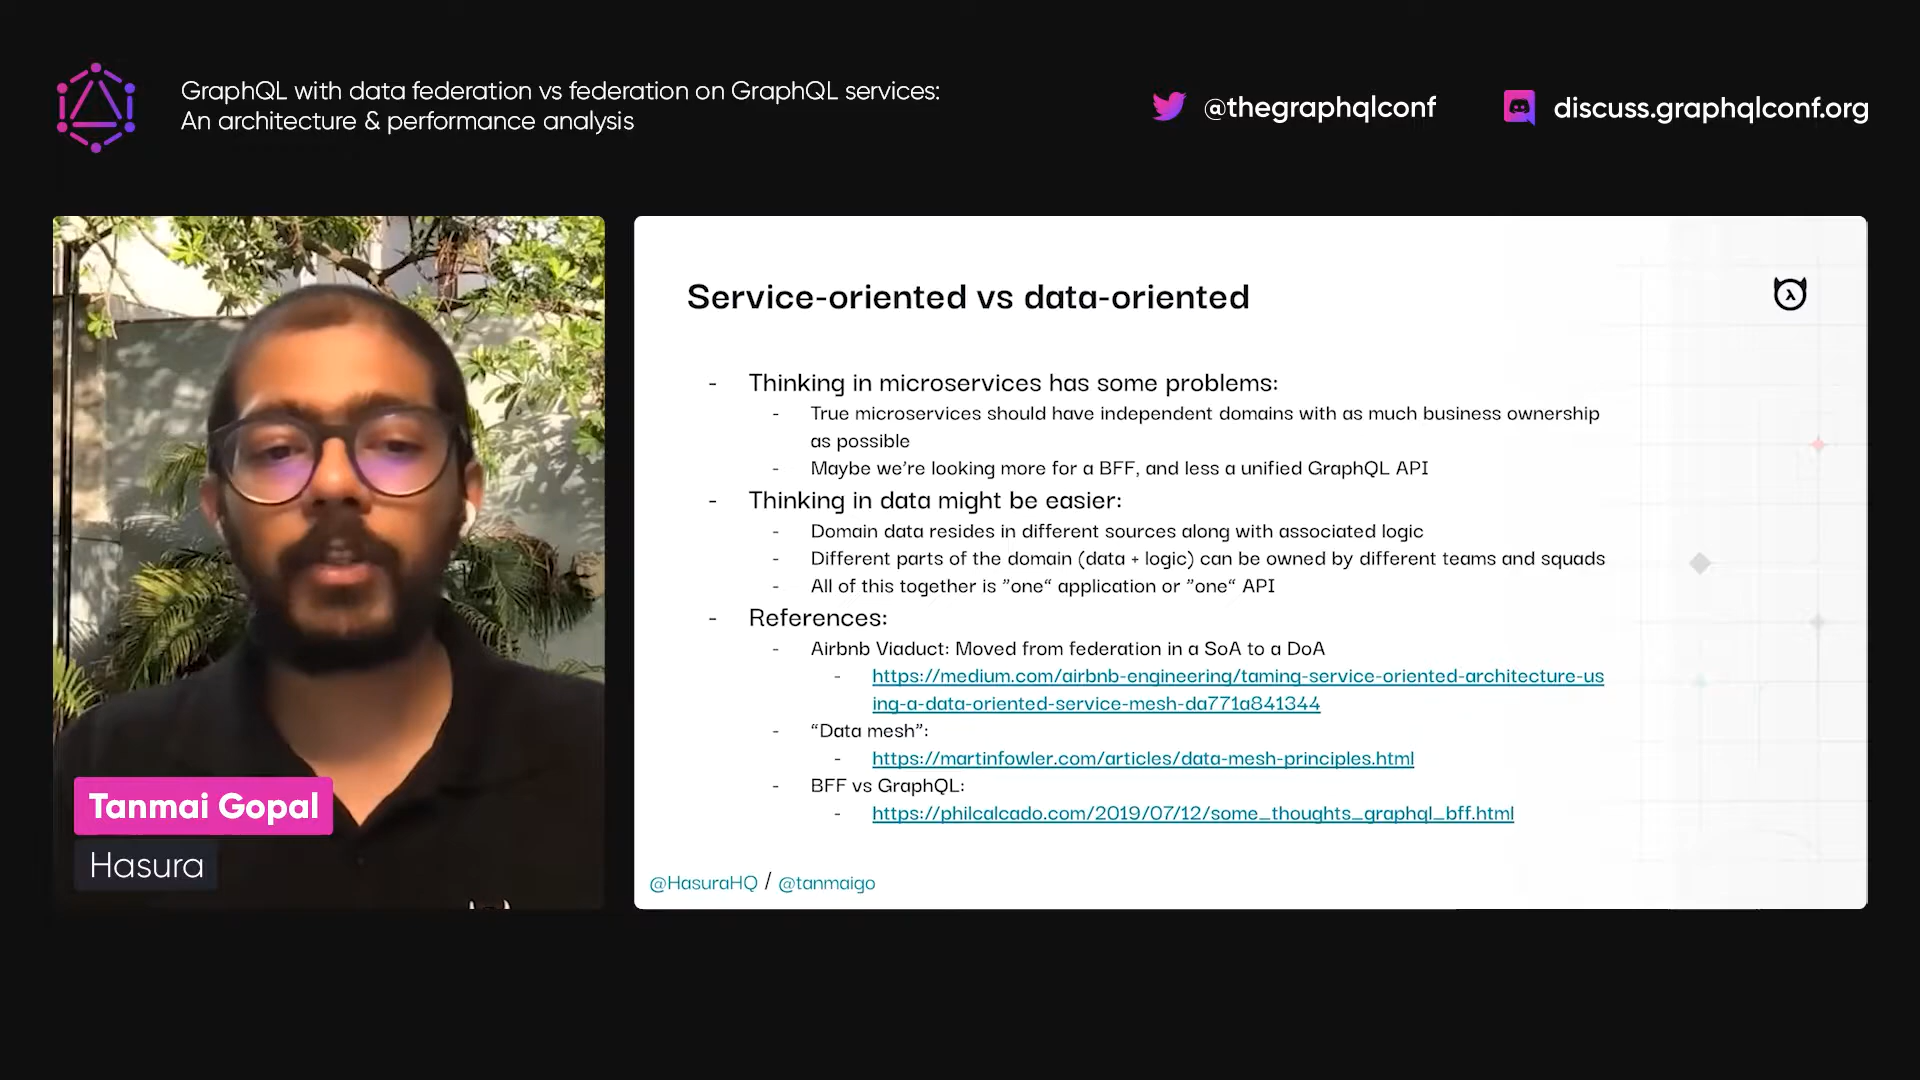 GraphQL with data federation vs federation on GraphQL services:
An architecture & performance analysis
@thegraphqlconf
discuss.graphqlconf.org
Service-oriented vs data-oriented
- Thinking in microservices has some problems:
- True microservices should have independent domains with as much business ownership
as possible
- Maybe we're looking more for a BFF, and less a unified GraphQL API
- Thinking in data might be easier:
- Domain data resides in different sources along with associated logic
- Different parts of the domain (data + logic) can be owned by different teams and squads
- All of this together is ”one“ application or ”one“ API
- References:
- Airbnb Viaduct: Moved from federation in a SoA to a DoA
- https://medium.com/airbnb-engineering/taming-service-oriented-architecture-us
ing-a-data-oriented-service-mesh-da771a841344
- “Data mesh”:
- https://martinfowler.com/articles/data-mesh-principles.html
- BFF vs GraphQL:
- https://philcalcado.com/2019/07/12/some_thoughts_graphql_bff.html
@HasuraHQ / @tanmaigo
Tanmai Gopal
Hasura